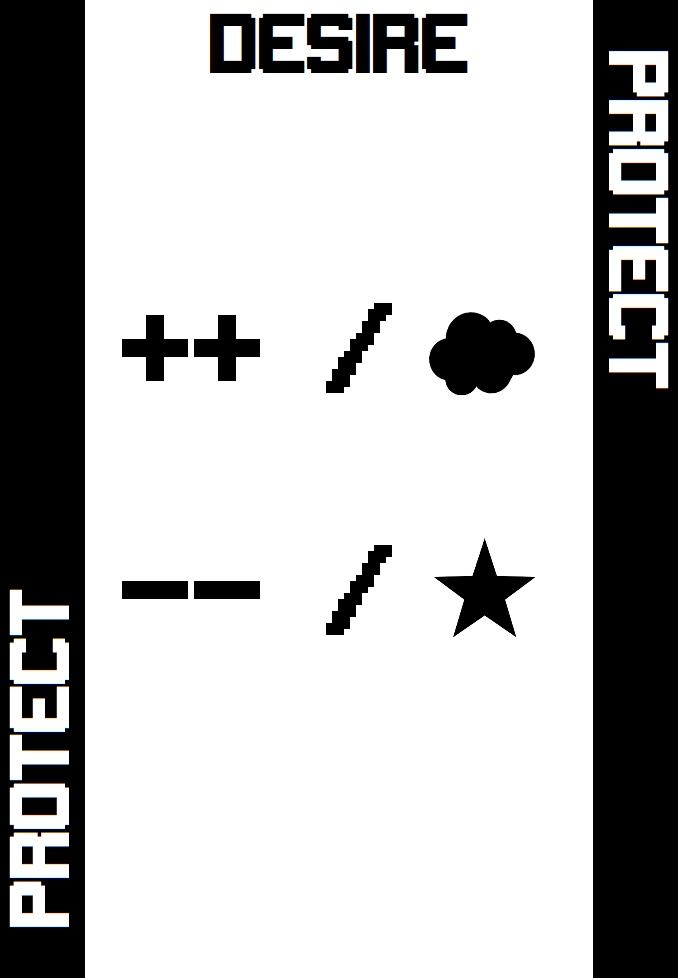 DESIRE
PROTECT
++ /
-- /
PROTECT